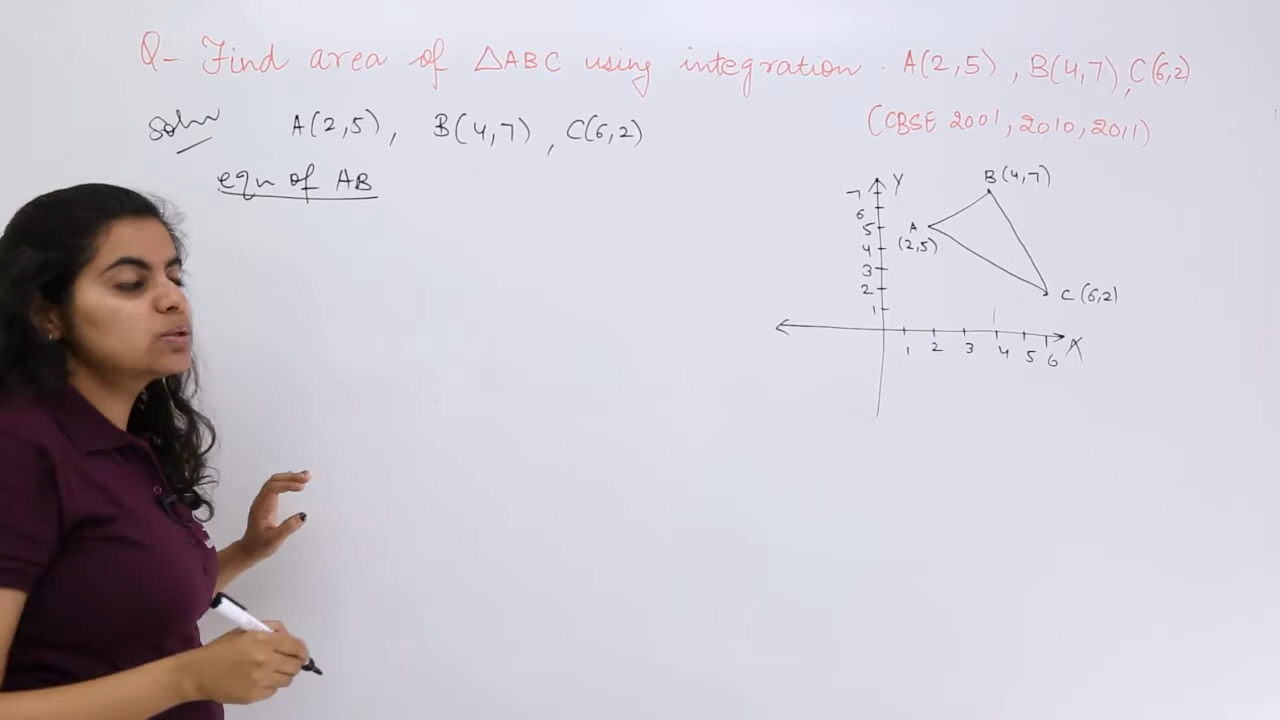 Q- Find area of △ABC using integration. A(2,5), B(4,7), C(6,2)
(CBSE 2001, 2010, 2011)
Soln A(2,5), B(4,7), C(6,2)
eqn of AB
Y
B(4,7)
7
6
5
4
3
2
1
A
(2,5)
C(6,2)
1 2 3 4 5 6
X